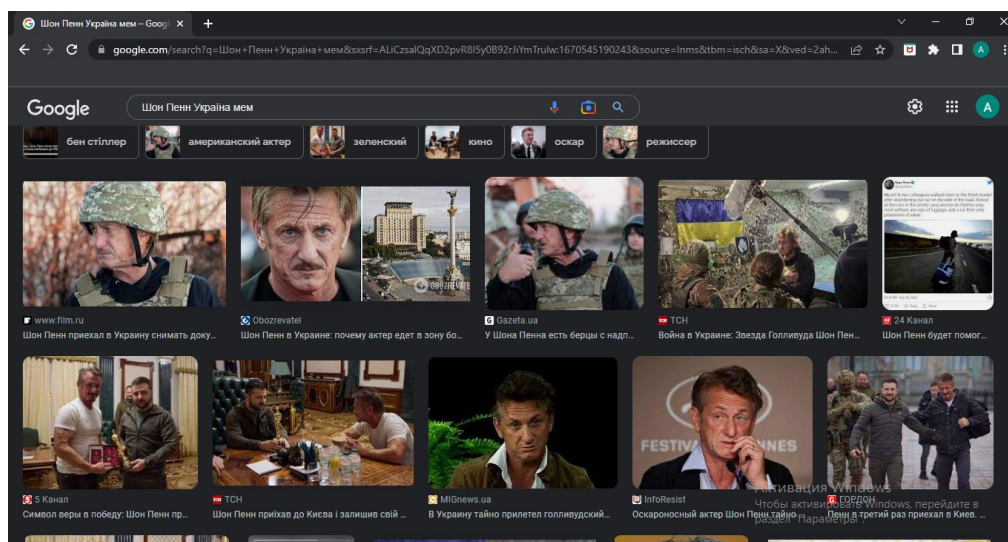 Шон Пенн Україна мем – Googl
google.com/search?q=Шон+Пенн+Україна+мем&sxsrf=ALiCzsalQqXD2pvR8I5y0B92rJiYmTrulw:1670545190243&source=lnms&tbm=isch&sa=X&ved=2ah...
A
Google
Шон Пенн Україна мем
A
бен стіллер
американский актер
зеленский
кино
оскар
режиссер
OBOZREVATE
www.film.ru
Obozrevatel
Gazeta.ua
ТСН
24 Канал
Шон Пенн приехал в Украину снимать доку...
Шон Пенн в Украине: почему актер едет в зону бо...
У Шона Пенна есть берцы с надп...
Война в Украине: Звезда Голливуда Шон Пен...
Шон Пенн будет помог...
FESTIVA
NNES
5 Канал
ТСН
MIGnews.ua
InfoResist
ГОРДОН
Символ веры в победу: Шон Пенн пр...
Шон Пенн приїхав до Києва і залишив свій ...
В Украину тайно прилетел голливудский...
Оскароносный актер Шон Пенн тайно ...
Пенн в третий раз приехал в Киев. ...
Активация Windows
Чтобы активировать Windows, перейдите в
раздел "Параметры".